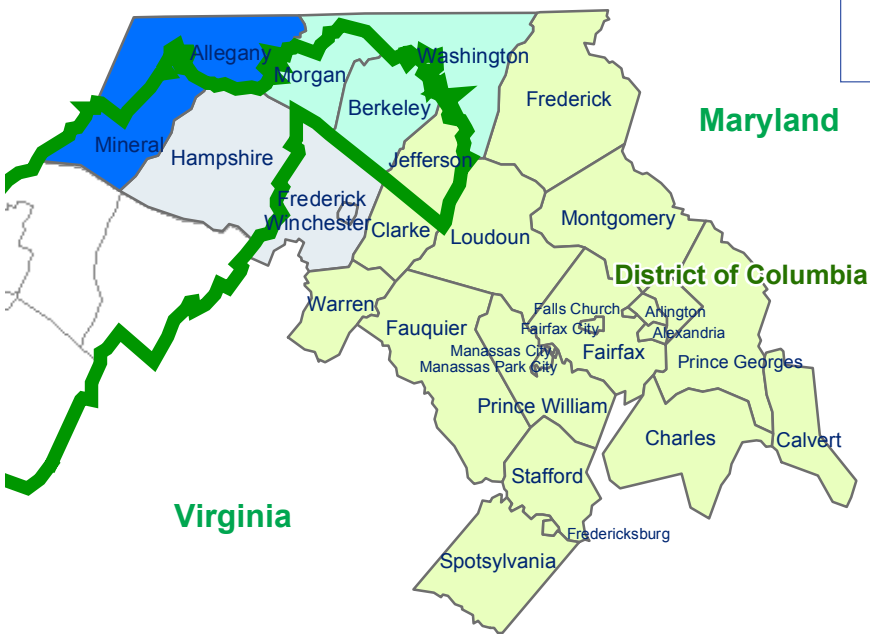 Allegany
Washington
Morgan
Frederick
Berkeley
Maryland
Mineral
Hampshire
Jefferson
Frederick
Winchester
Clarke
Montgomery
Loudoun
District of Columbia
Warren
Falls Church
Arlington
Fauquier
Fairfax City
Alexandria
Manassas City
Fairfax
Manassas Park City
Prince Georges
Prince William
Charles
Calvert
Stafford
Virginia
Fredericksburg
Spotsylvania